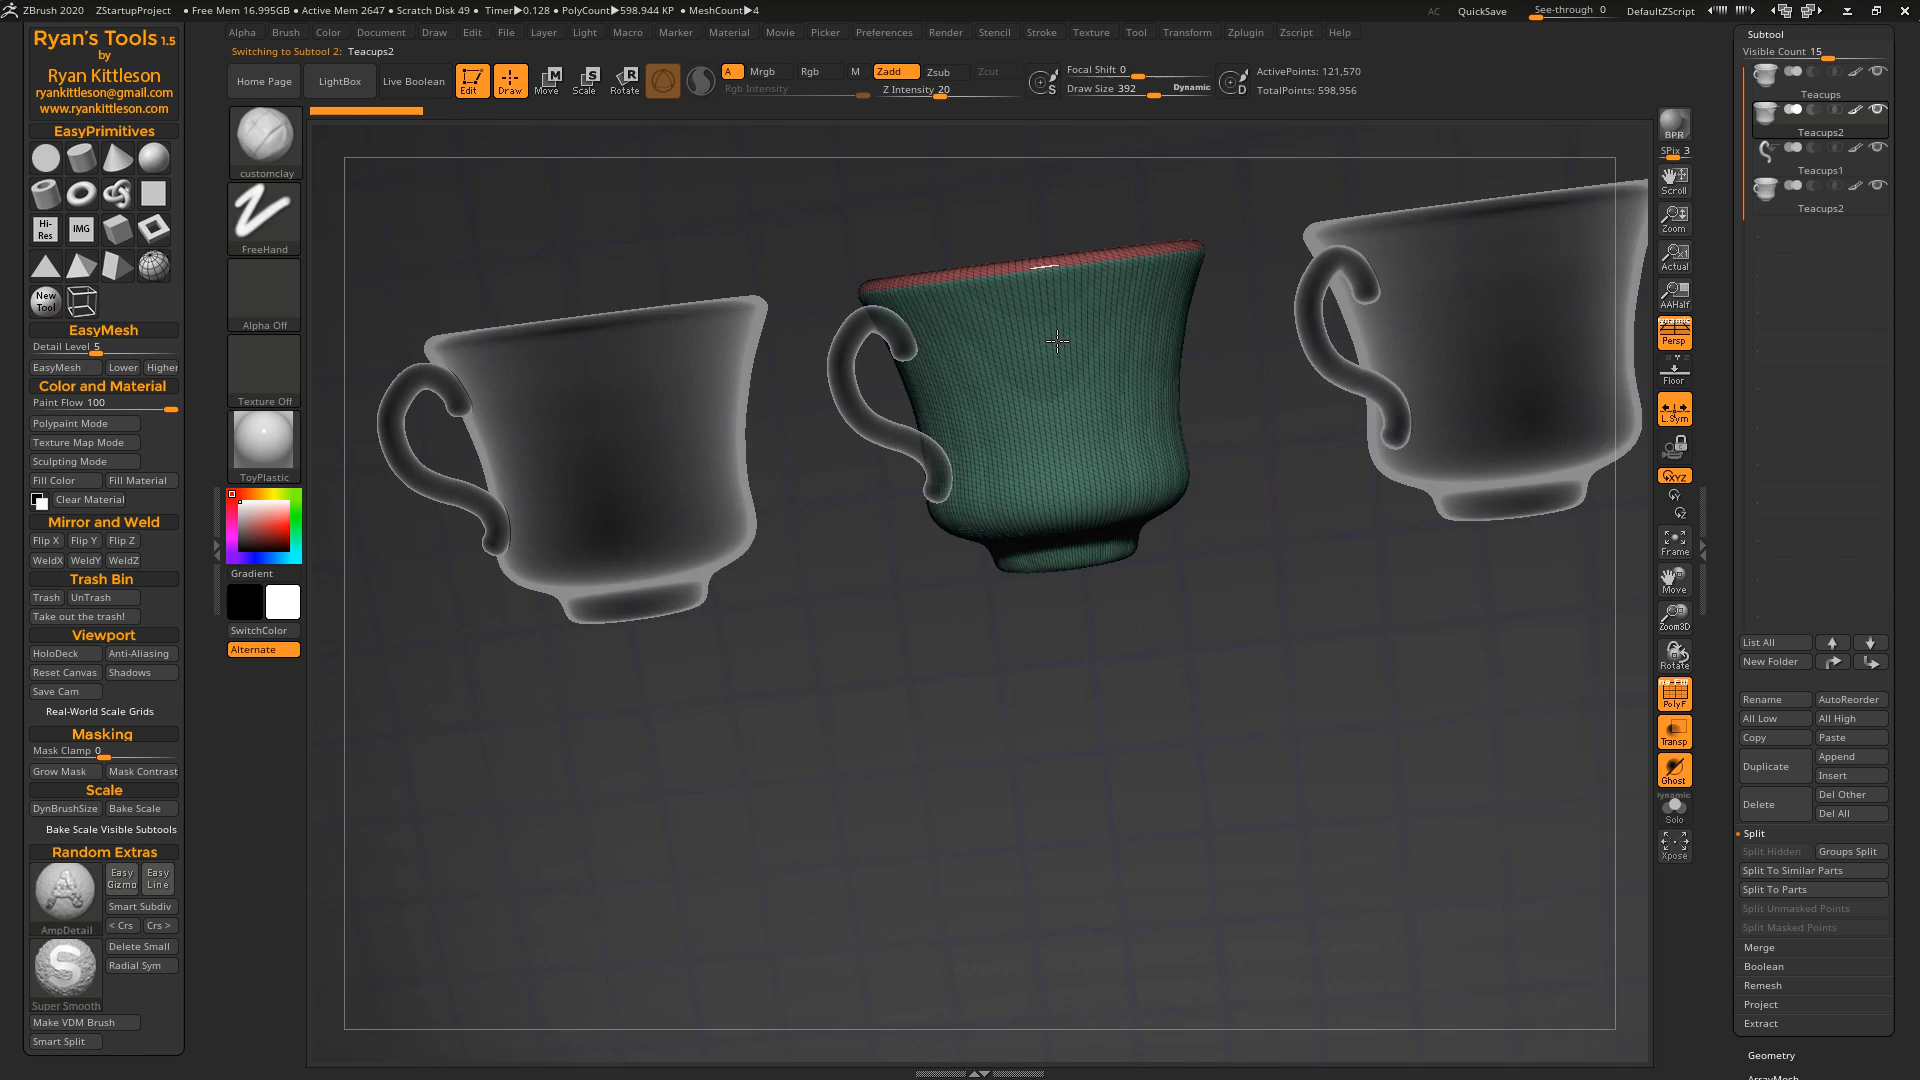 ZBrush 2020 ZStartupProject • Free Mem 16.995GB • Active Mem 2647 • Scratch Disk 49 • Timer▶0.128 • PolyCount▶598.944 KP • MeshCount▶4 AC QuickSave See-through 0 DefaultZScript
Alpha Brush Color Document Draw Edit File Layer Light Macro Marker Material Movie Picker Preferences Render Stencil Stroke Texture Tool Transform Zplugin Zscript Help
Switching to Subtool 2: Teacups2
Home Page LightBox Live Boolean Edit Draw Move Scale Rotate
M S R
A Mrgb Rgb M Zadd Zsub Zcut
Rgb Intensity Z Intensity 20
S Focal Shift 0
Draw Size 392 Dynamic
D ActivePoints: 121,570
TotalPoints: 598,956
Ryan's Tools 1.5
by
Ryan Kittleson
ryankittleson@gmail.com
www.ryankittleson.com
EasyPrimitives
Hi-Res IMG
New Tool
EasyMesh
Detail Level 5
EasyMesh Lower Higher
Color and Material
Paint Flow 100
Polypaint Mode
Texture Map Mode
Sculpting Mode
Fill Color Fill Material
Clear Material
Mirror and Weld
Flip X Flip Y Flip Z
WeldX WeldY WeldZ
Trash Bin
Trash UnTrash
Take out the trash!
Viewport
HoloDeck Anti-Aliasing
Reset Canvas Shadows
Save Cam
Real-World Scale Grids
Masking
Mask Clamp 0
Grow Mask Mask Contrast
Scale
DynBrushSize Bake Scale
Bake Scale Visible Subtools
Random Extras
Easy Gizmo Easy Line
Smart Subdiv
AmpDetail < Crs Crs >
Delete Small
Radial Sym
S
Super Smooth
Make VDM Brush
Smart Split
customclay
FreeHand
Alpha Off
Texture Off
ToyPlastic
Gradient
SwitchColor
Alternate
BPR
SPix 3
Scroll
Zoom
Actual
AAHalf
Dynamic
Persp
Floor
L.Sym
XYZ
Y
Z
Frame
Move
Zoom3D
Rotate
PolyF
Transp
Ghost
Dynamic
Solo
Xpose
Subtool
Visible Count 15
Teacups
Teacups2
Teacups1
Teacups2
List All
New Folder
Rename AutoReorder
All Low All High
Copy Paste
Duplicate Append
Insert
Delete Del Other
Del All
Split
Split Hidden Groups Split
Split To Similar Parts
Split To Parts
Split Unmasked Points
Split Masked Points
Merge
Boolean
Remesh
Project
Extract
Geometry
ArrayMesh